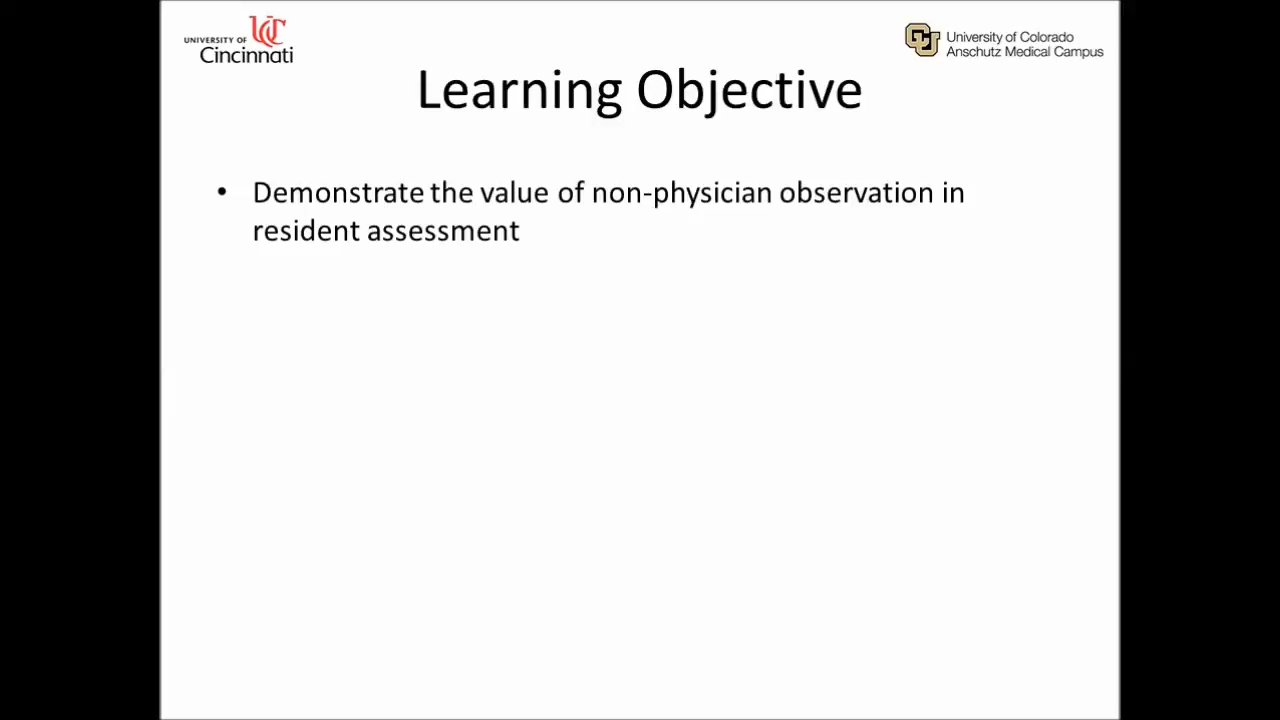 UNIVERSITY OF
Cincinnati
University of Colorado
Anschutz Medical Campus
Learning Objective
• Demonstrate the value of non-physician observation in
resident assessment